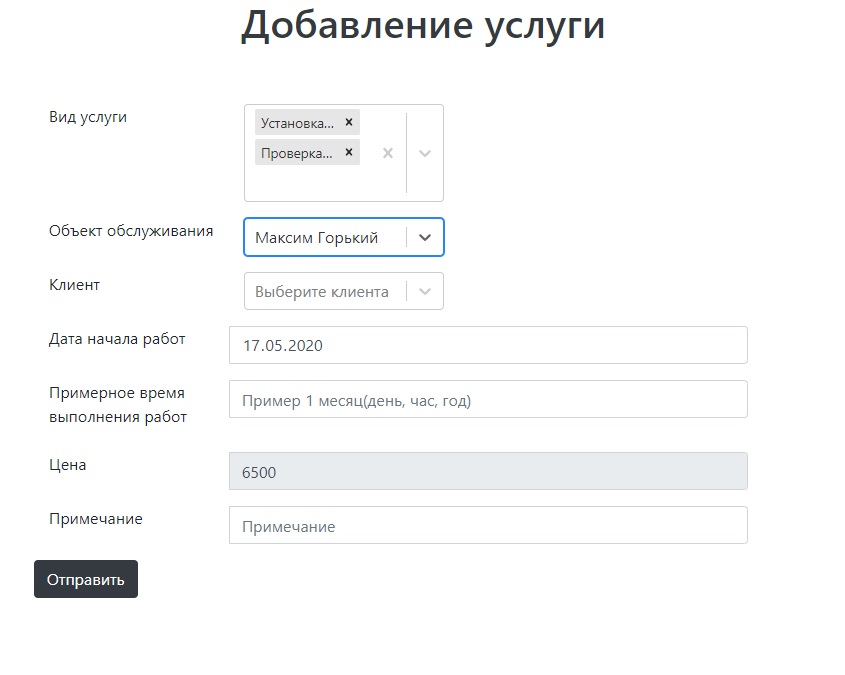 Добавление услуги
Вид услуги
Установка...
Проверка...
Объект обслуживания
Максим Горький
Клиент
Выберите клиента
Дата начала работ
17.05.2020
Примерное время
выполнения работ
Пример 1 месяц(день, час, год)
Цена
6500
Примечание
Примечание
Отправить